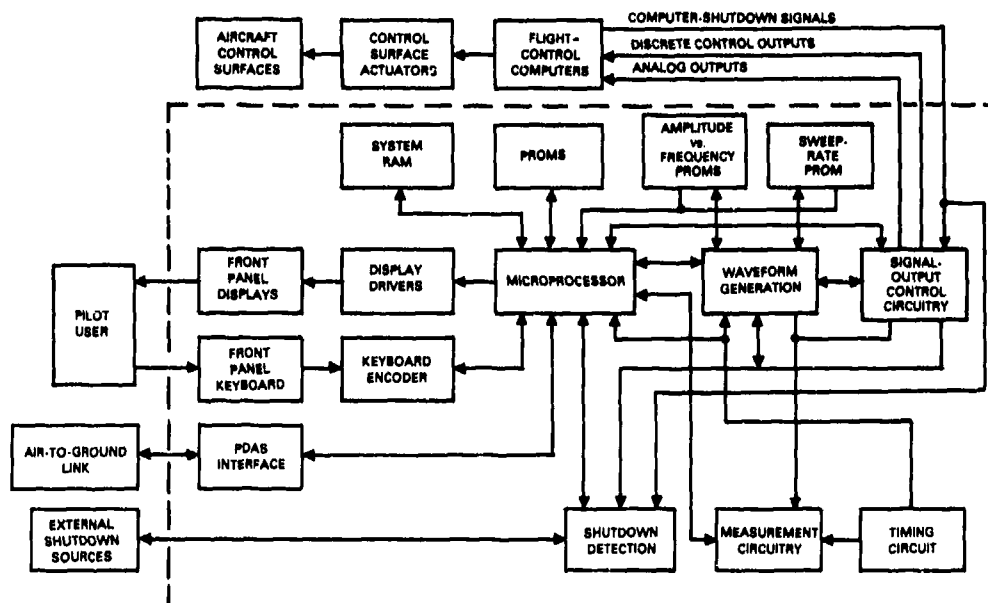 COMPUTER-SHUTDOWN SIGNALS
AIRCRAFT
CONTROL
SURFACES
CONTROL
SURFACE
ACTUATORS
FLIGHT-
CONTROL
COMPUTERS
DISCRETE CONTROL OUTPUTS
ANALOG OUTPUTS
SYSTEM
RAM
PROMS
AMPLITUDE
vs.
FREQUENCY
PROMS
SWEEP-
RATE
PROM
PILOT
USER
FRONT
PANEL
DISPLAYS
DISPLAY
DRIVERS
MICROPROCESSOR
WAVEFORM
GENERATION
SIGNAL-
OUTPUT
CONTROL
CIRCUITRY
FRONT
PANEL
KEYBOARD
KEYBOARD
ENCODER
AIR-TO-GROUND
LINK
PDAS
INTERFACE
EXTERNAL
SHUTDOWN
SOURCES
SHUTDOWN
DETECTION
MEASUREMENT
CIRCUITRY
TIMING
CIRCUIT